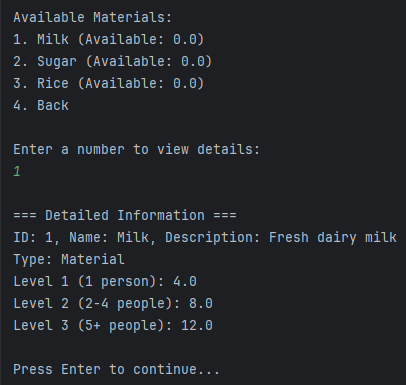 Available Materials:
1. Milk (Available: 0.0)
2. Sugar (Available: 0.0)
3. Rice (Available: 0.0)
4. Back
Enter a number to view details:
1
=== Detailed Information ===
ID: 1, Name: Milk, Description: Fresh dairy milk
Type: Material
Level 1 (1 person): 4.0
Level 2 (2-4 people): 8.0
Level 3 (5+ people): 12.0
Press Enter to continue...